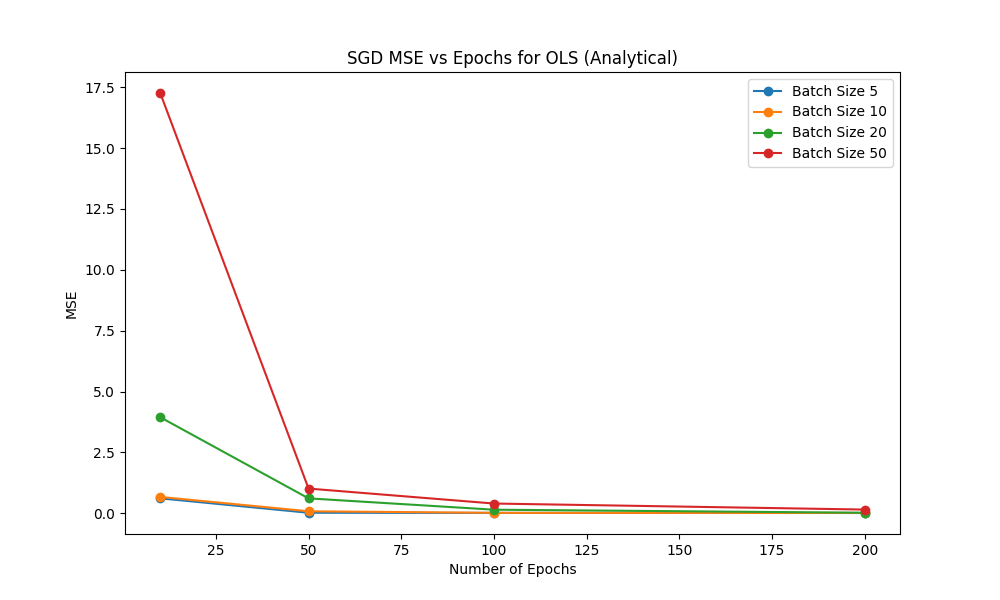 SGD MSE vs Epochs for OLS (Analytical)
Batch Size 5
Batch Size 10
Batch Size 20
Batch Size 50
MSE
17.5
15.0
12.5
10.0
7.5
5.0
2.5
0.0
25 50 75 100 125 150 175 200
Number of Epochs